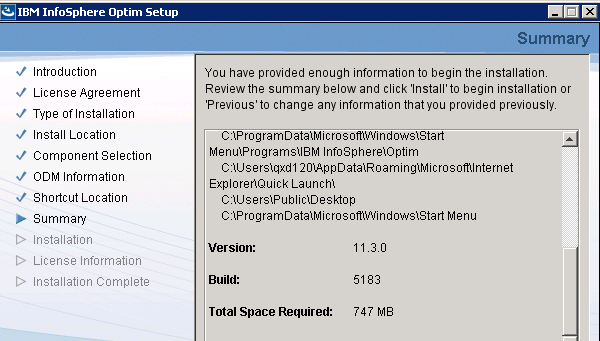 IBM InfoSphere Optim Setup
Summary
Introduction
License Agreement
Type of Installation
Install Location
Component Selection
ODM Information
Shortcut Location
Summary
Installation
License Information
Installation Complete
You have provided enough information to begin the installation.
Review the summary below and click 'Install' to begin installation or
'Previous' to change any information that you provided previously.
C:\ProgramData\Microsoft\Windows\Start
Menu\Programs\IBM InfoSphere\Optim
C:\Users\qxd120\AppData\Roaming\Microsoft\Internet
Explorer\Quick Launch\
C:\Users\Public\Desktop
C:\ProgramData\Microsoft\Windows\Start Menu
Version: 11.3.0
Build: 5183
Total Space Required: 747 MB